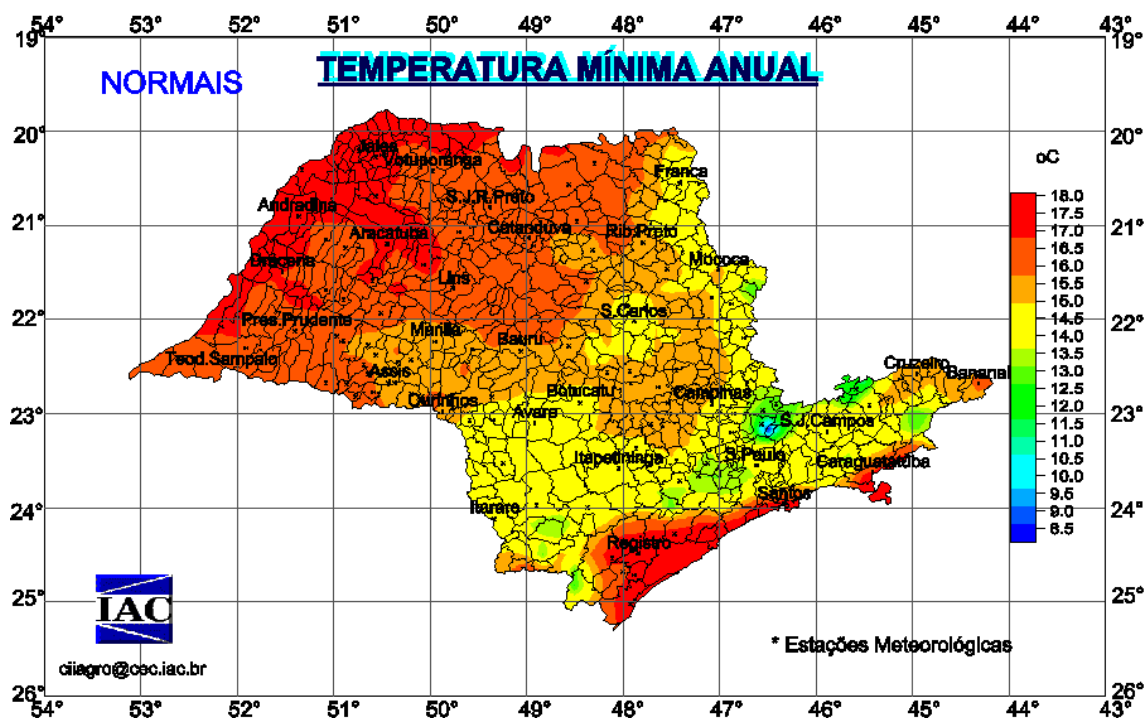 54° 53° 52° 51° 50° 49° 48° 47° 46° 45° 44° 43°
19° 19°
TEMPERATURA MÍNIMA ANUAL
NORMAIS
20° 20°
Jales
Votuporanga
oC
Franca
S.J.R.Preto
18.0
Andradina
17.5
21° 21°
Aracatuba
Catanduva
Rib.Preto
17.0
Dracena
Mococa
16.5
Lins
16.0
S.Carlos
15.5
22° 22°
Pres.Prudente
Marilia
15.0
Bauru
14.5
Teod.Sampaio
Cruzeiro
14.0
Assis
Bananal
13.5
Ourinhos
Botucatu
Campinas
13.0
23° 23°
Avare
12.5
S.J.Campos
12.0
Itapetininga
S.Paulo
11.5
Caraguatatuba
11.0
Itarare
Santos
10.5
24° 24°
10.0
Registro
9.5
9.0
8.5
25° 25°
IAC
* Estações Meteorológicas
ciiagro@cec.iac.br
26° 26°
54° 53° 52° 51° 50° 49° 48° 47° 46° 45° 44° 43°